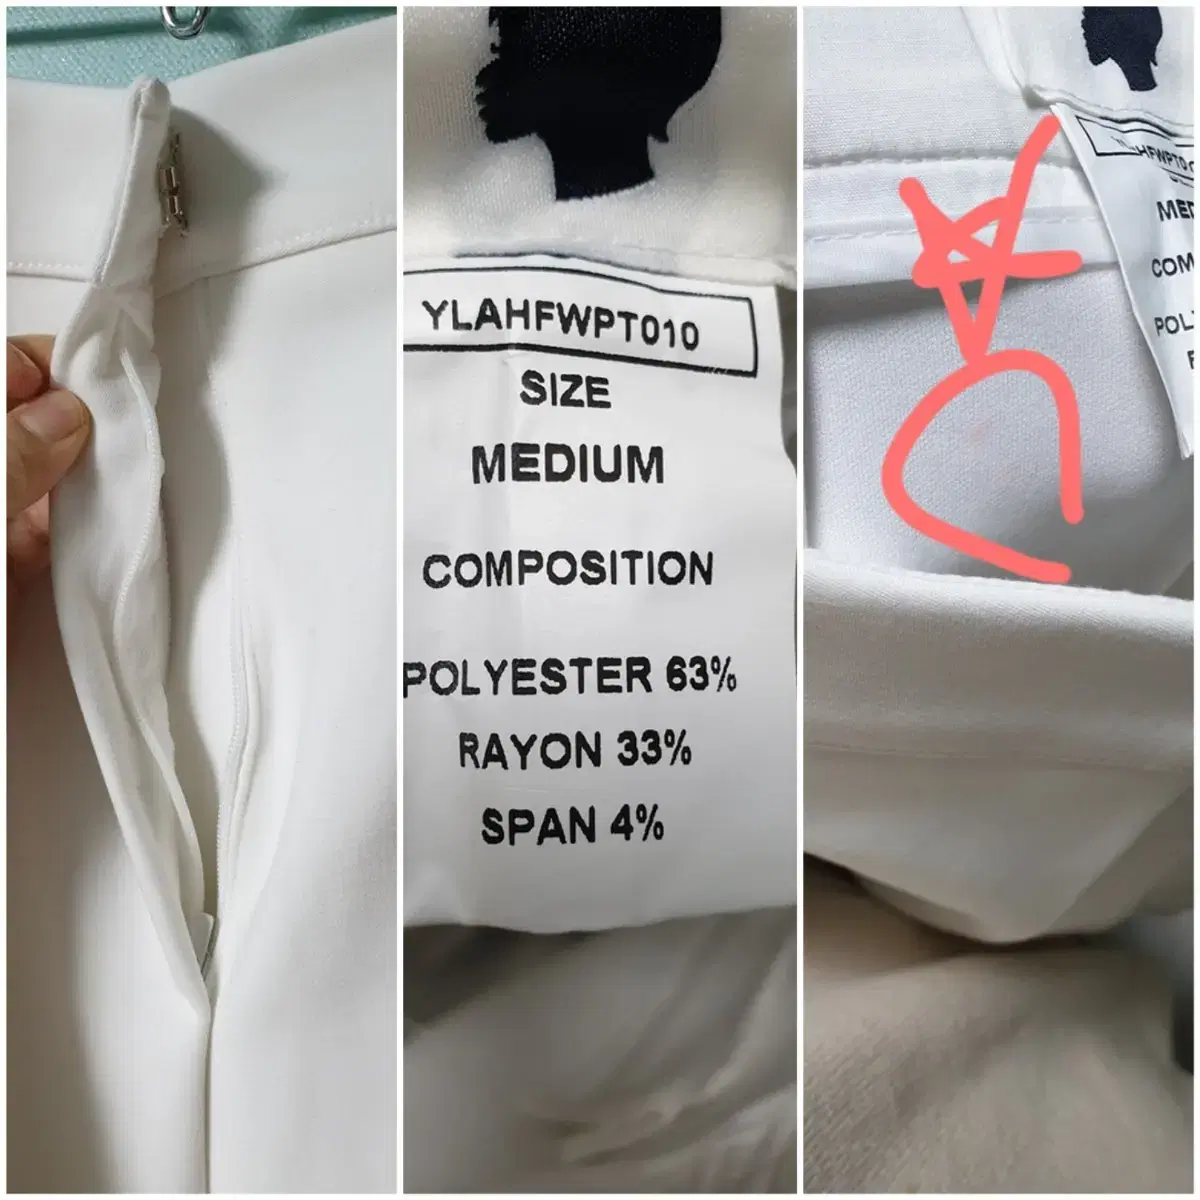 YLAHFWPT010
SIZE
MEDIUM
COMPOSITION
POLYESTER 63%
RAYON 33%
SPAN 4%